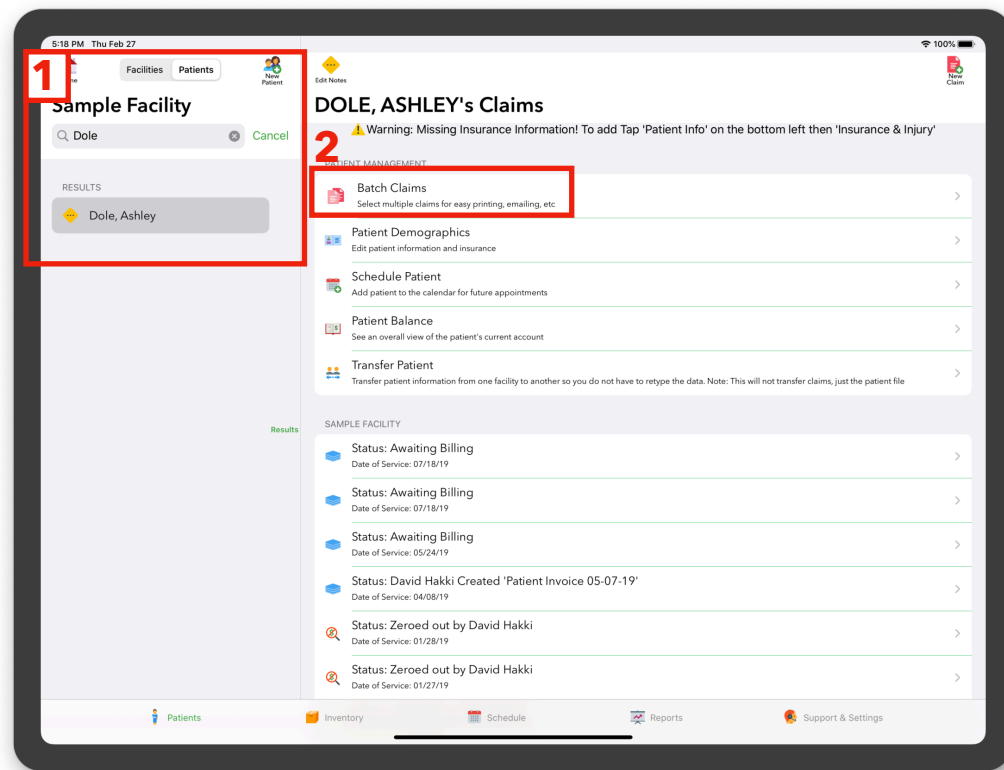 5:18 PM Thu Feb 27
100%
1
Facilities
Patients
New
Patient
Edit Notes
New
Claim
Sample Facility
DOLE, ASHLEY's Claims
Dole
Cancel
Warning: Missing Insurance Information! To add Tap 'Patient Info' on the bottom left then 'Insurance & Injury'
2
PATIENT MANAGEMENT
RESULTS
Dole, Ashley
Batch Claims
Select multiple claims for easy printing, emailing, etc
Patient Demographics
Edit patient information and insurance
Schedule Patient
Add patient to the calendar for future appointments
Patient Balance
See an overall view of the patient's current account
Transfer Patient
Transfer patient information from one facility to another so you do not have to retype the data. Note: This will not transfer claims, just the patient file
Results
SAMPLE FACILITY
Status: Awaiting Billing
Date of Service: 07/18/19
Status: Awaiting Billing
Date of Service: 07/18/19
Status: Awaiting Billing
Date of Service: 05/24/19
Status: David Hakki Created 'Patient Invoice 05-07-19'
Date of Service: 04/08/19
Status: Zeroed out by David Hakki
Date of Service: 01/28/19
Status: Zeroed out by David Hakki
Date of Service: 01/27/19
Patients
Inventory
Schedule
Reports
Support & Settings